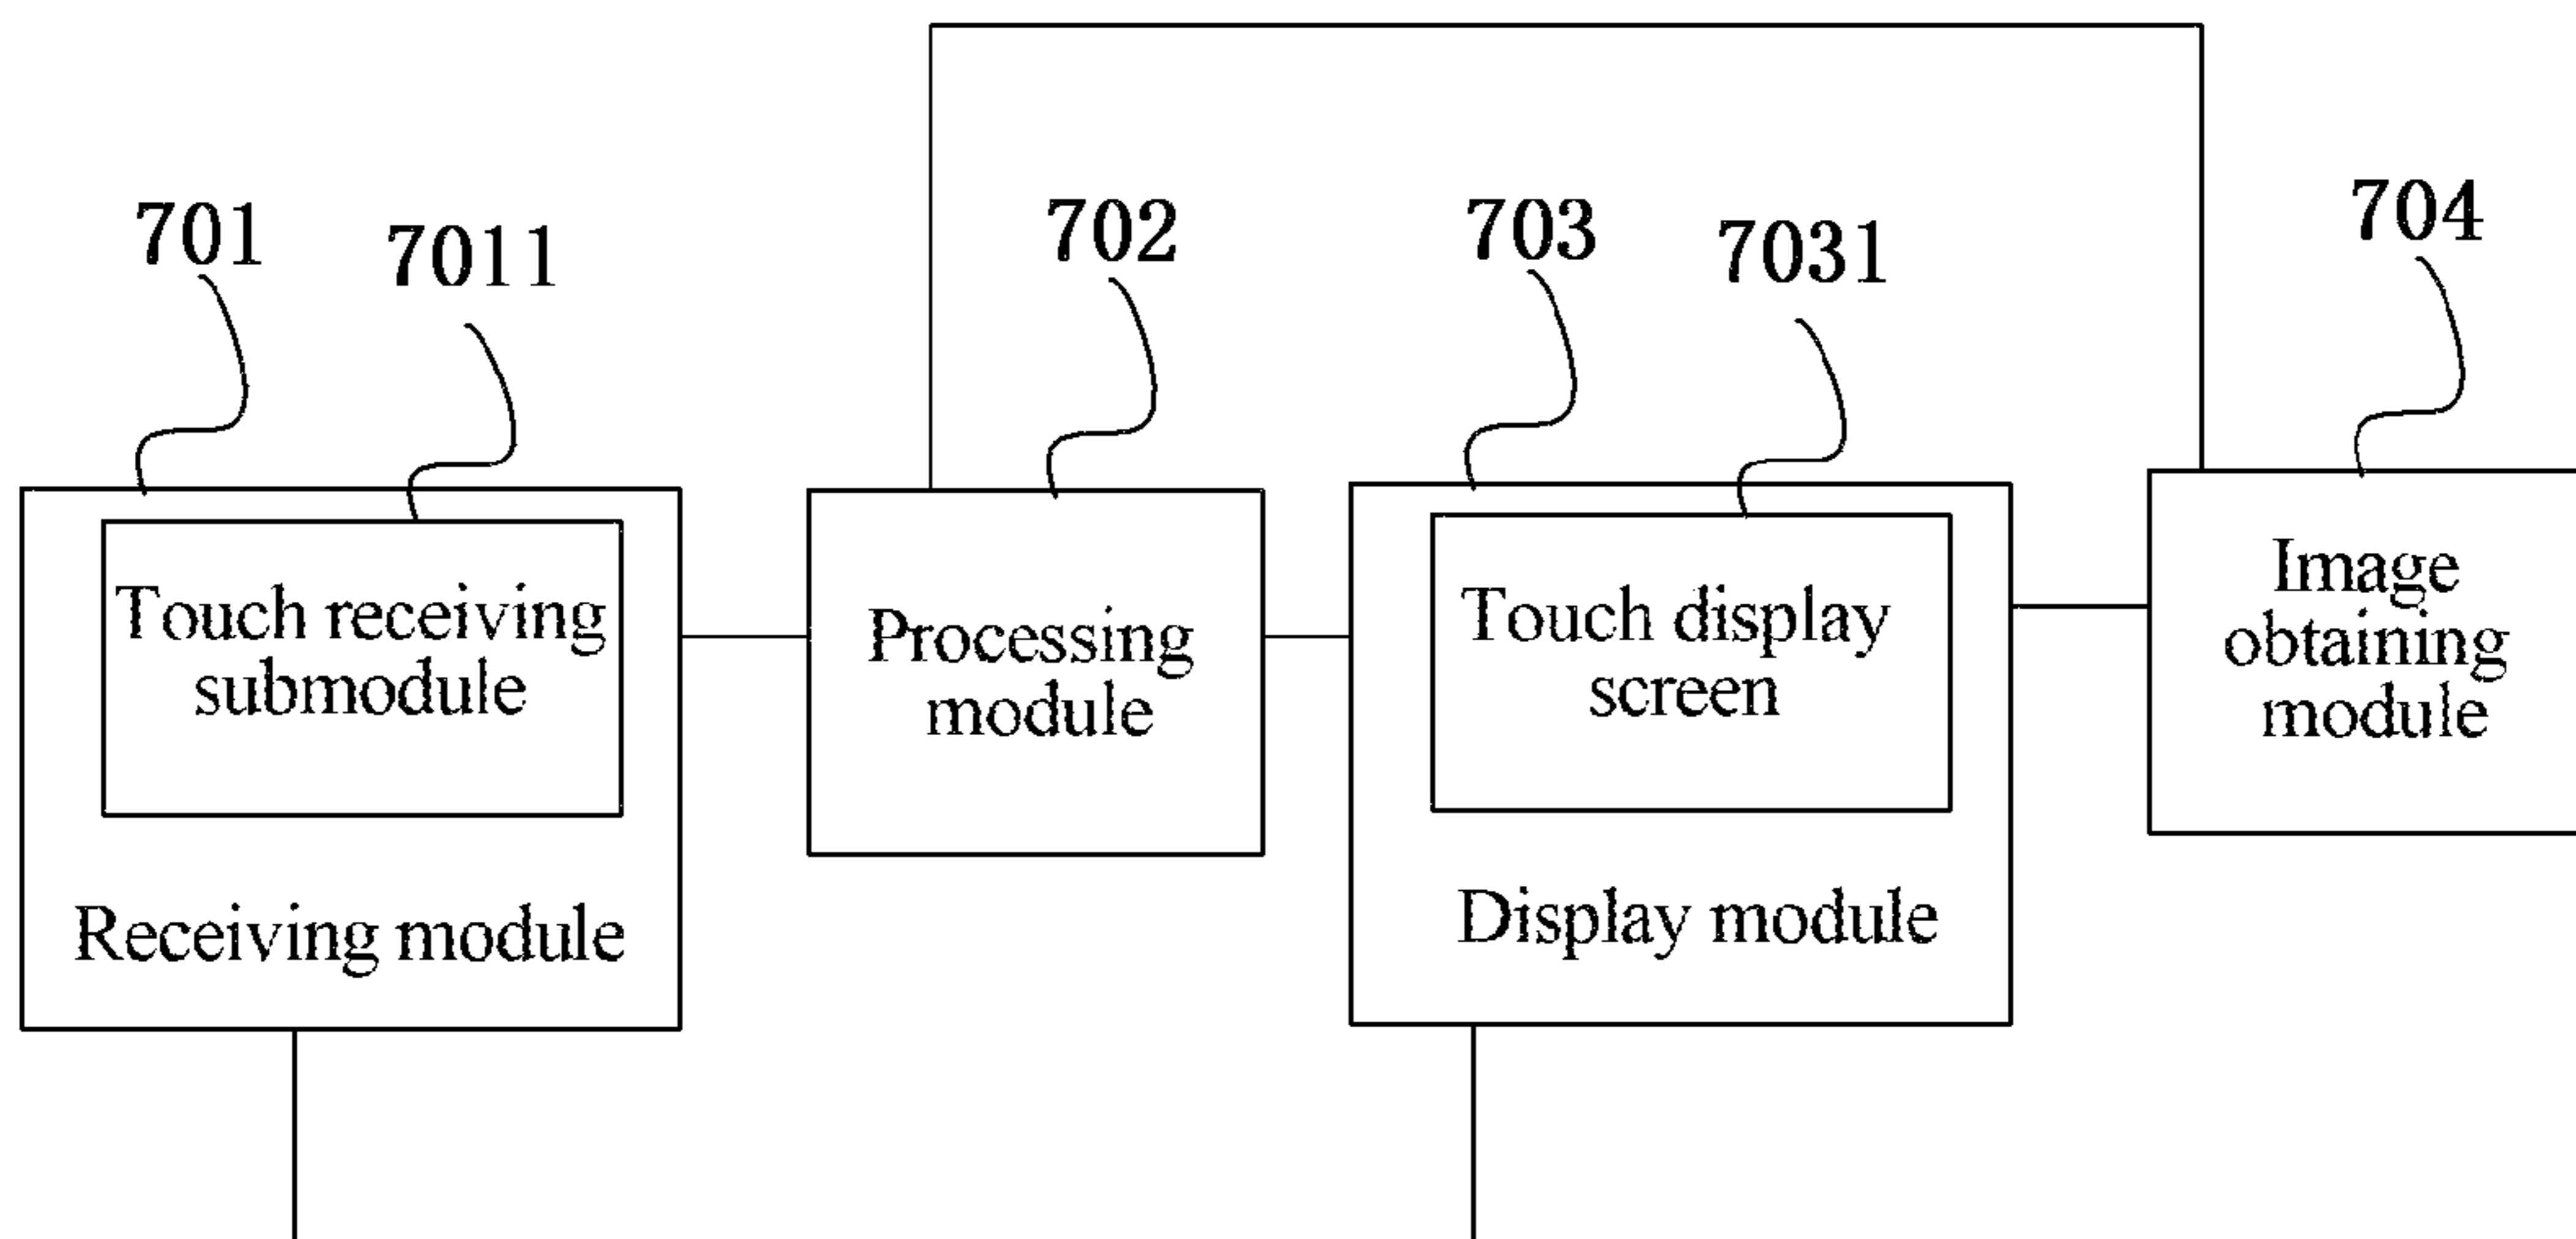 701
7011
702
703
7031
704
Touch receiving
submodule
Receiving module
Processing
module
Touch display
screen
Display module
Image
obtaining
module